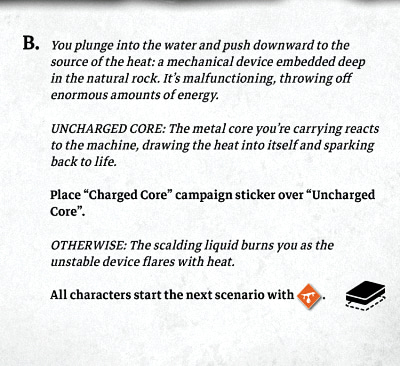 B. You plunge into the water and push downward to the
source of the heat: a mechanical device embedded deep
in the natural rock. It’s malfunctioning, throwing off
enormous amounts of energy.
UNCHARGED CORE: The metal core you’re carrying reacts
to the machine, drawing the heat into itself and sparking
back to life.
Place “Charged Core” campaign sticker over “Uncharged
Core”.
OTHERWISE: The scalding liquid burns you as the
unstable device flares with heat.
All characters start the next scenario with .